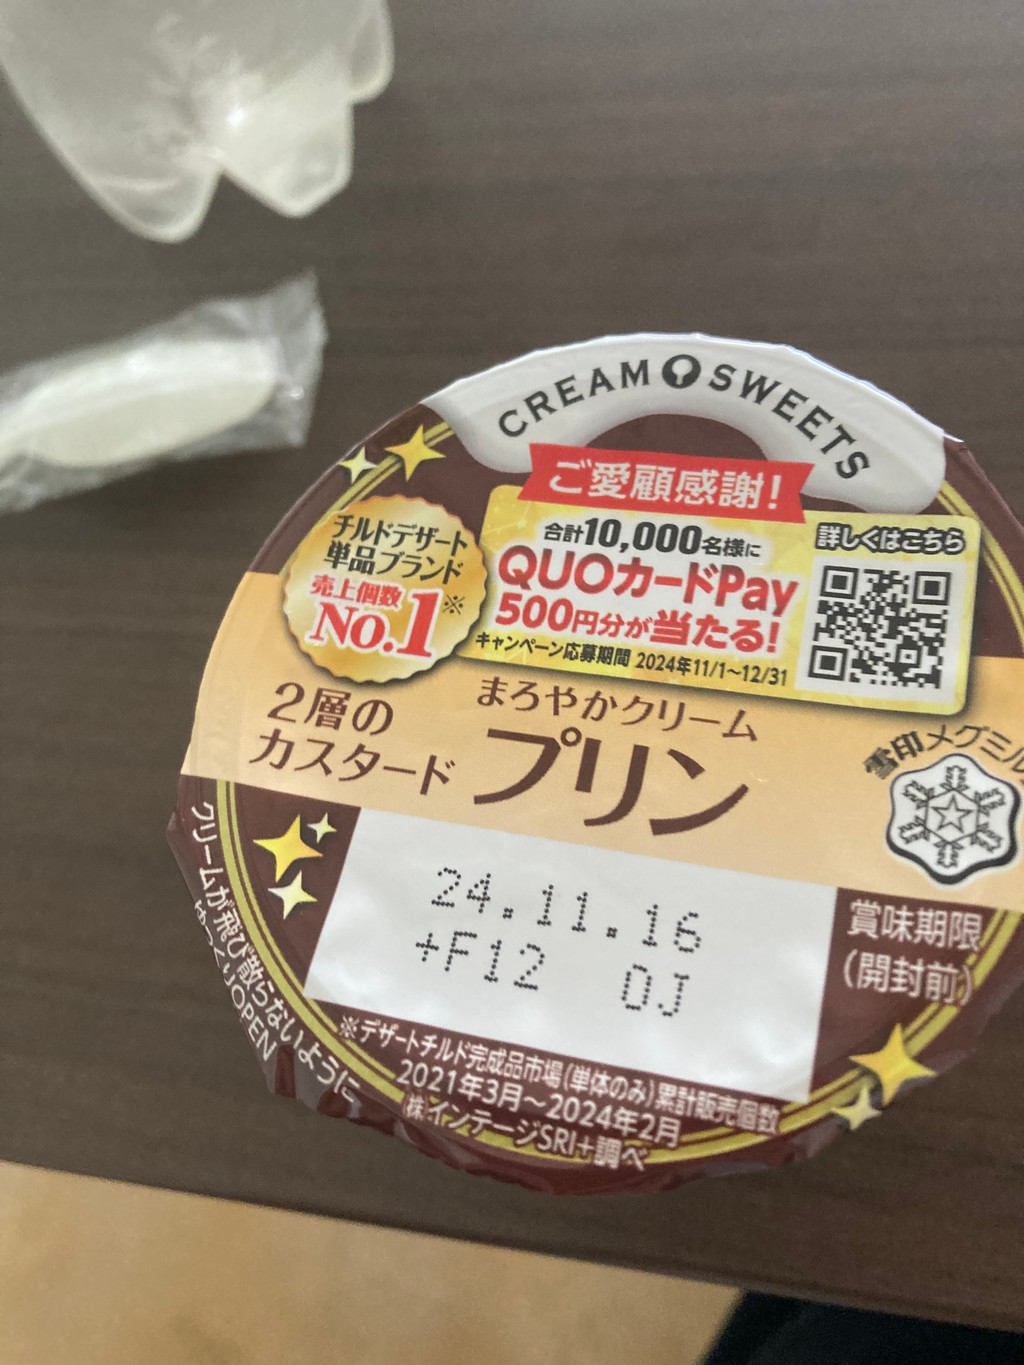 CREAM SWEETS
ご愛顧感謝!
合計10,000名様に
QUOカードPay
500円分が当たる!
キャンペーン応募期間 2024年11/1~12/31
詳しくはこちら
チルドデザート
単品ブランド
売上個数
No.1※
2層の
カスタード
まろやかクリーム
プリン
雪印メグミル
24.11.16
+F12 DJ
賞味期限
(開封前)
クリームが飛び散らないように
ゆっくりOPEN
※デザートチルド完成品市場(単体のみ)累計販売個数
2021年3月~2024年2月
(株)インテージSRI+調べ